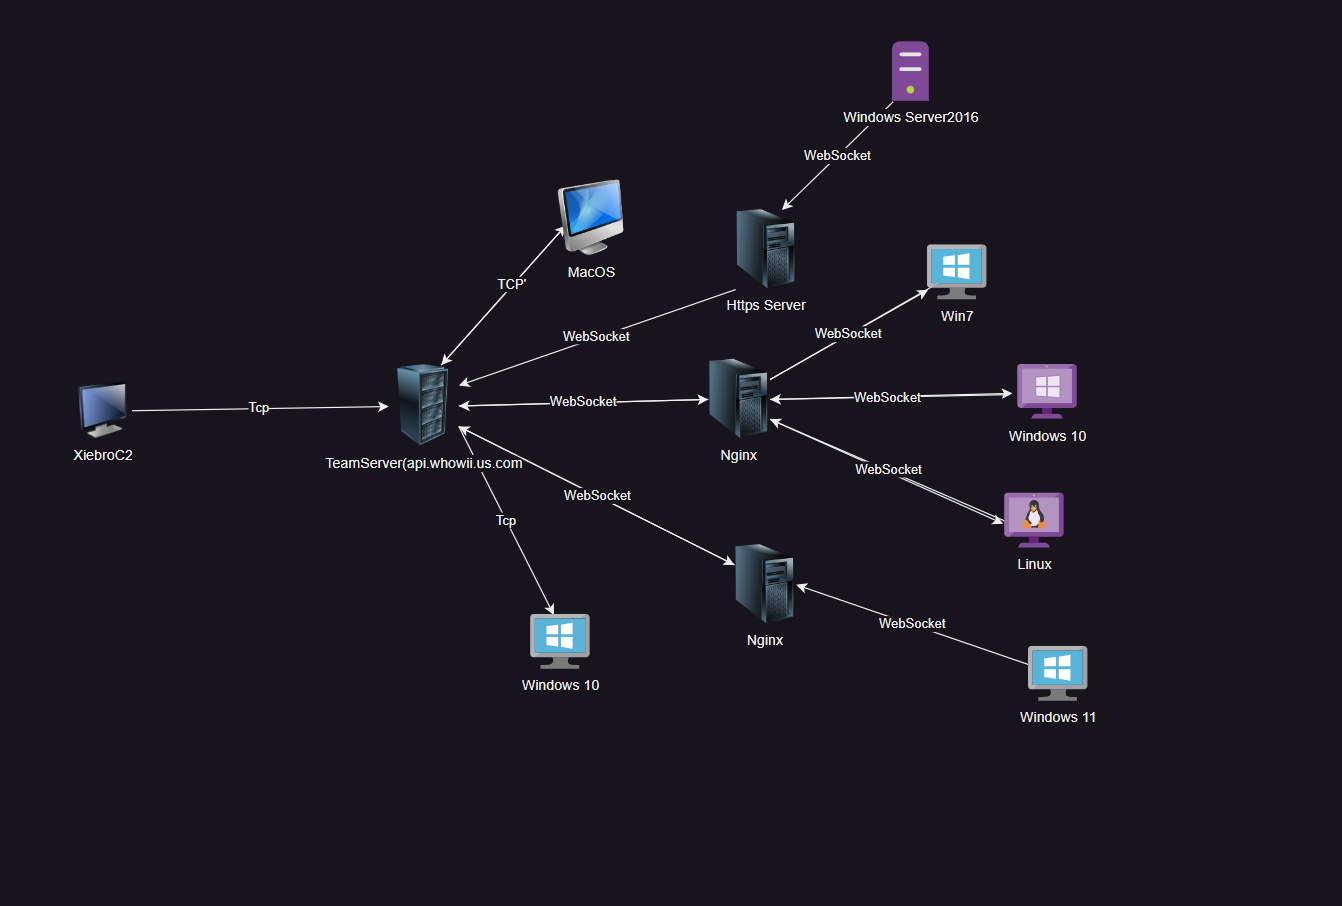 Windows Server2016
WebSocket
MacOS
TCP'
Https Server
Win7
WebSocket
WebSocket
Tcp
WebSocket
WebSocket
Windows 10
XiebroC2
TeamServer(api.whowii.us.com
Nginx
WebSocket
WebSocket
Tcp
Linux
WebSocket
Nginx
Windows 10
Windows 11